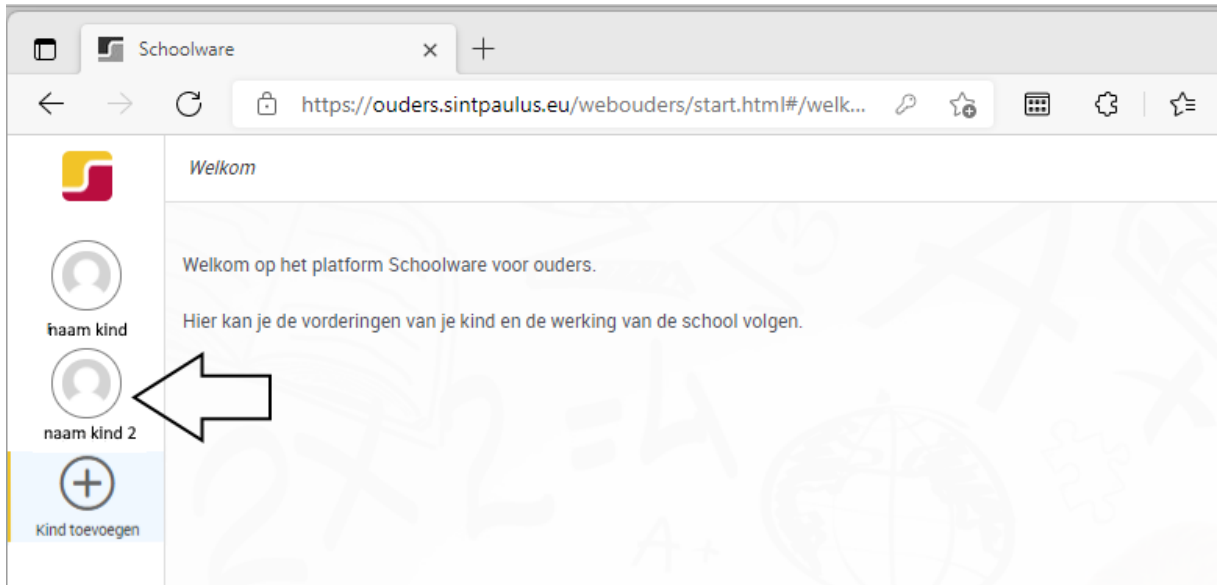 Schoolware
https://ouders.sintpaulus.eu/webouders/start.html#/welk...
Welkom
Welkom op het platform Schoolware voor ouders.
Hier kan je de vorderingen van je kind en de werking van de school volgen.
naam kind
naam kind 2
Kind toevoegen
2x2=4
A+